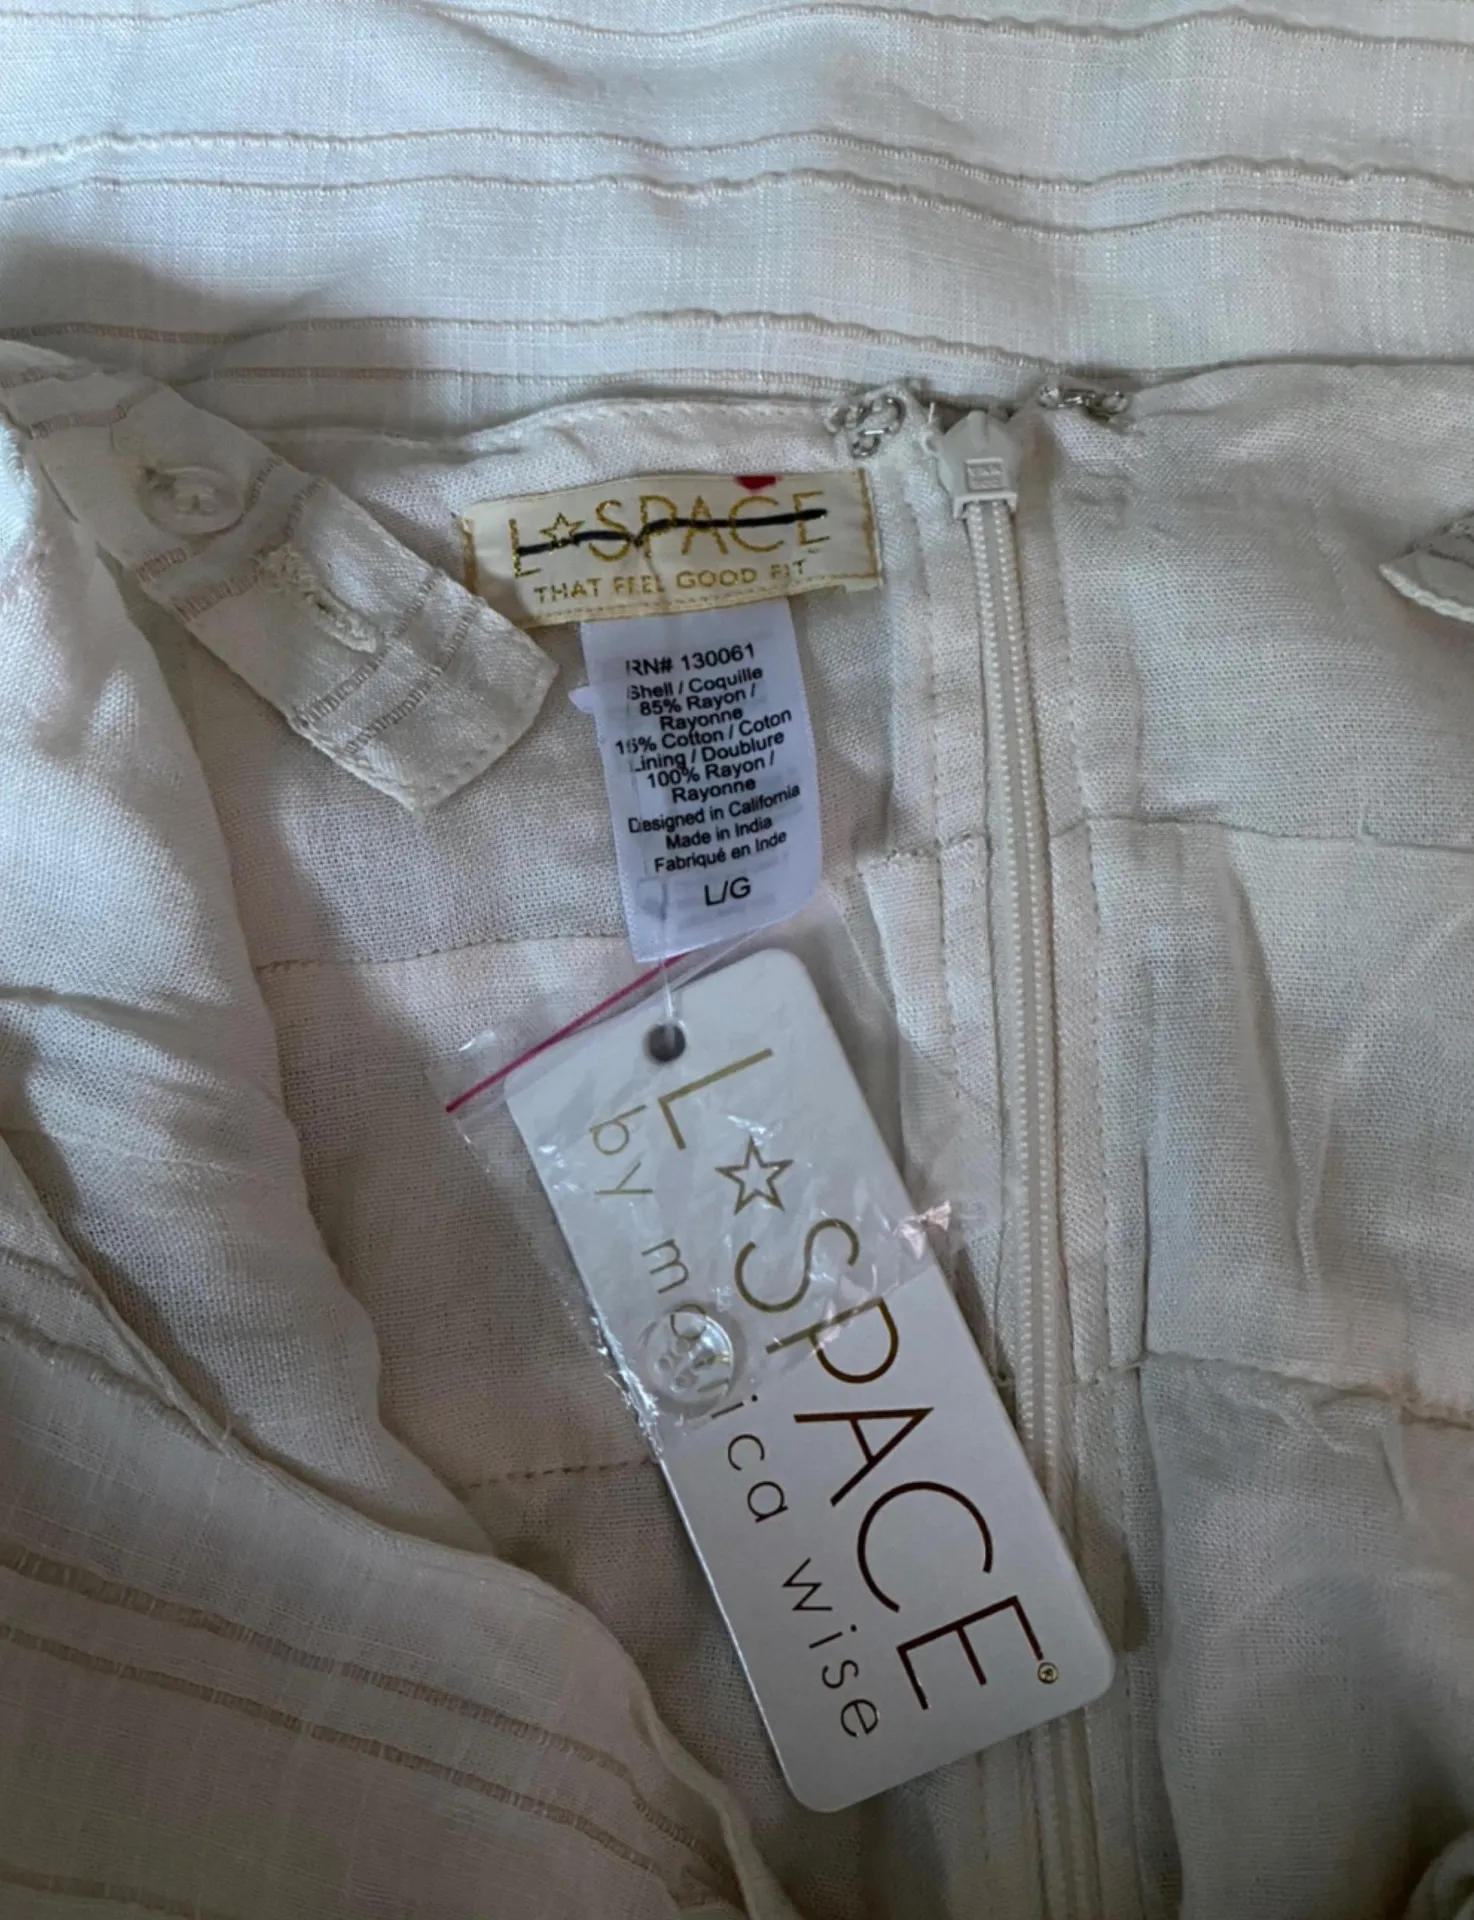 L☆SPACE
THAT FEEL GOOD FIT
RN# 130061
Shell / Coquille
85% Rayon /
Rayonne
15% Cotton / Coton
Lining / Doublure
100% Rayon /
Rayonne
Designed in California
Made in India
Fabriqué en Inde
L/G
L☆SPACE®
by monica wise